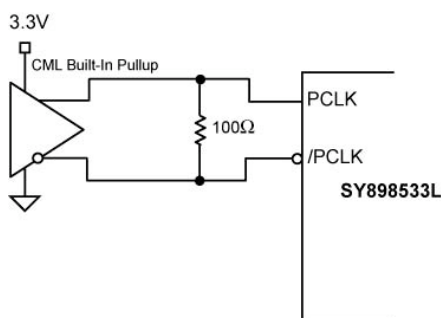 3.3V
CML Built-In Pullup
PCLK
100Ω
/PCLK
SY898533L